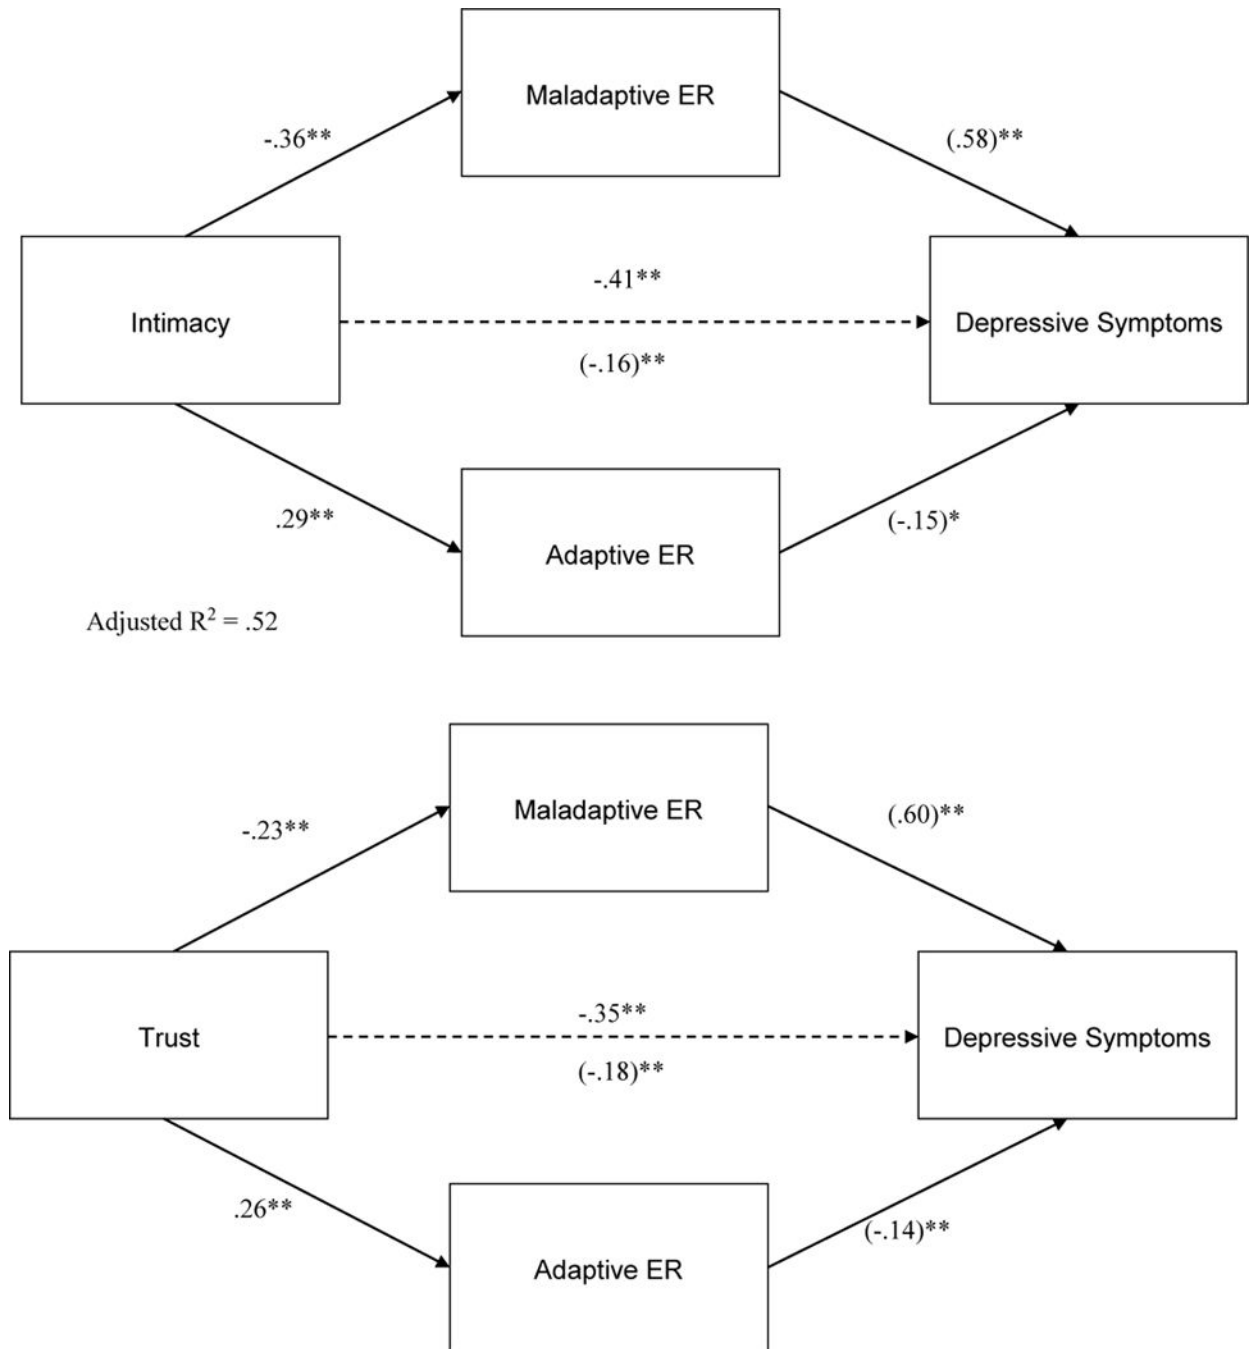 Maladaptive ER
-.36**
(.58)**
-.41**
Intimacy
Depressive Symptoms
(-.16)**
.29**
(-.15)*
Adaptive ER
Adjusted R² = .52
Maladaptive ER
-.23**
(.60)**
-.35**
Trust
Depressive Symptoms
(-.18)**
.26**
(-.14)**
Adaptive ER